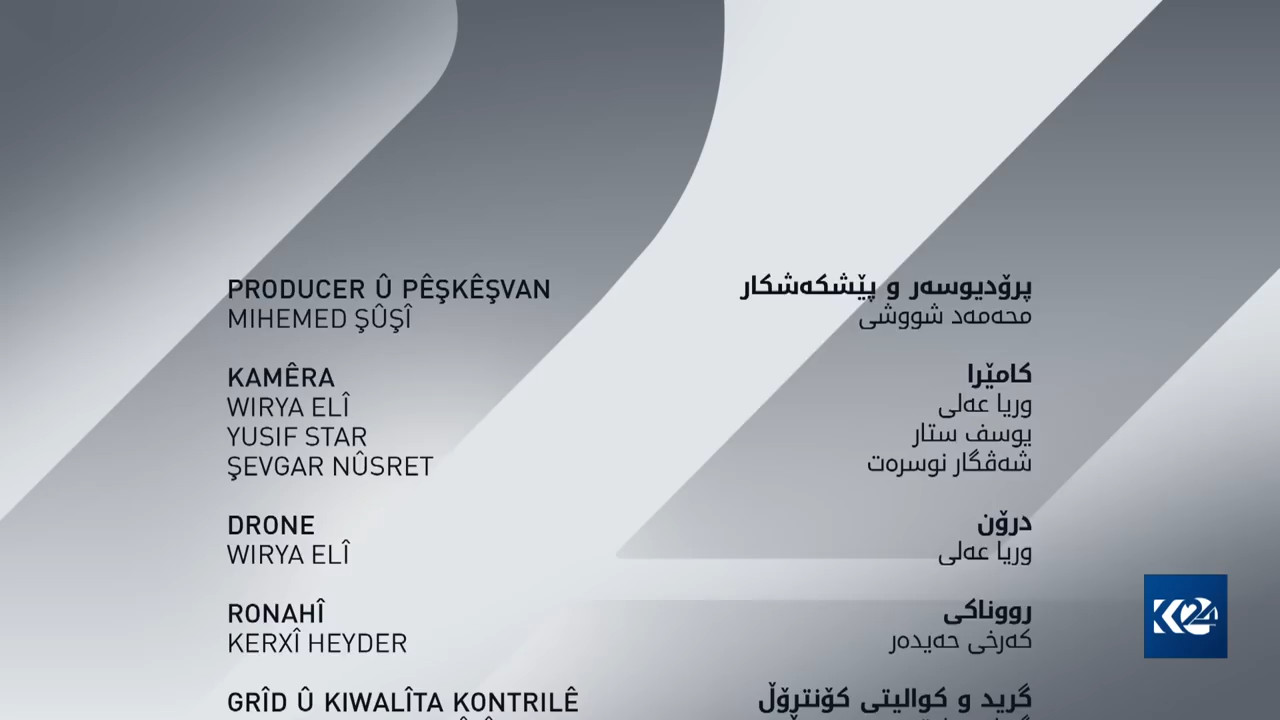 PRODUCER Û PÊŞKÊŞVAN
MIHEMED ŞÛŞÎ
KAMÊRA
WIRYA ELÎ
YUSIF STAR
ŞEVGAR NÛSRET
DRONE
WIRYA ELÎ
RONAHÎ
KERXÎ HEYDER
GRÎD Û KIWALÎTA KONTRILÊ
پرۆدیوسەر و پێشکەشکار
محەمەد شووشی
کامێرا
وریا عەلی
یوسف ستار
شەڤگار نوسرەت
درۆن
وریا عەلی
رووناکی
کەرخی حەیدەر
گرید و کوالیتی کۆنترۆڵ
K24